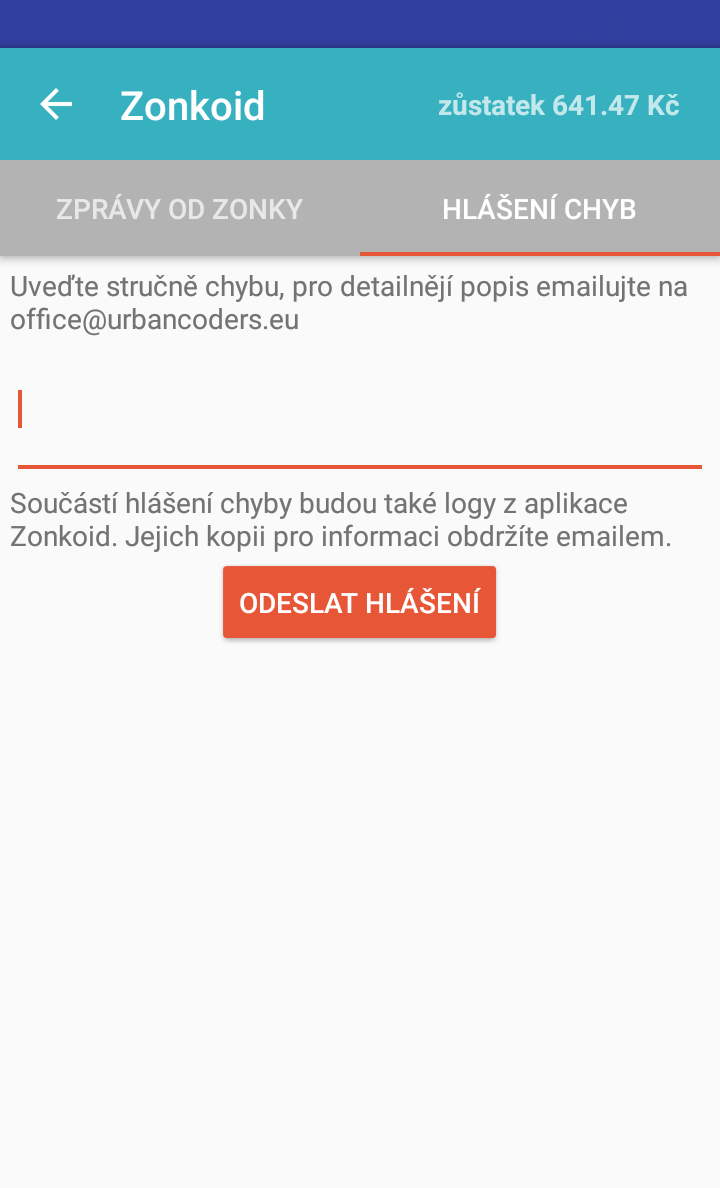 Zonkoid
zůstatek 641.47 Kč
ZPRÁVY OD ZONKY
HLÁŠENÍ CHYB
Uveďte stručně chybu, pro detailnějí popis emailujte na
office@urbancoders.eu
Součástí hlášení chyby budou také logy z aplikace
Zonkoid. Jejich kopii pro informaci obdržíte emailem.
ODESLAT HLÁŠENÍ